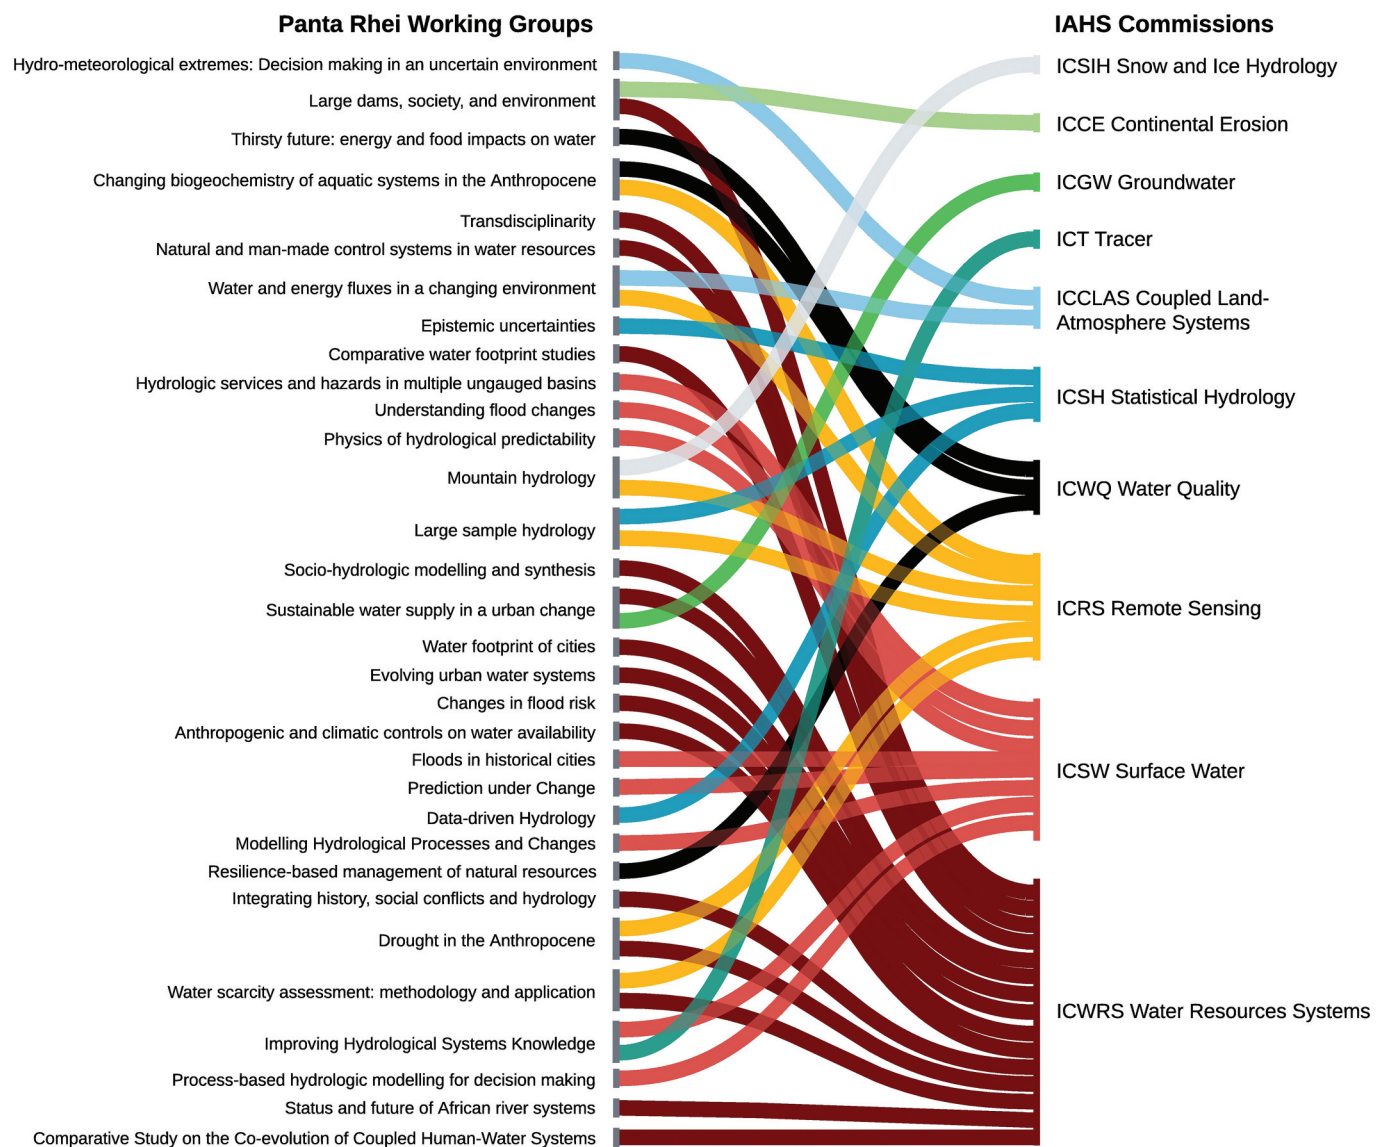 Panta Rhei Working Groups
Hydro-meteorological extremes: Decision making in an uncertain environment
Large dams, society, and environment
Thirsty future: energy and food impacts on water
Changing biogeochemistry of aquatic systems in the Anthropocene
Transdisciplinarity
Natural and man-made control systems in water resources
Water and energy fluxes in a changing environment
Epistemic uncertainties
Comparative water footprint studies
Hydrologic services and hazards in multiple ungauged basins
Understanding flood changes
Physics of hydrological predictability
Mountain hydrology
Large sample hydrology
Socio-hydrologic modelling and synthesis
Sustainable water supply in a urban change
Water footprint of cities
Evolving urban water systems
Changes in flood risk
Anthropogenic and climatic controls on water availability
Floods in historical cities
Prediction under Change
Data-driven Hydrology
Modelling Hydrological Processes and Changes
Resilience-based management of natural resources
Integrating history, social conflicts and hydrology
Drought in the Anthropocene
Water scarcity assessment: methodology and application
Improving Hydrological Systems Knowledge
Process-based hydrologic modelling for decision making
Status and future of African river systems
Comparative Study on the Co-evolution of Coupled Human-Water Systems
IAHS Commissions
ICSIH Snow and Ice Hydrology
ICCE Continental Erosion
ICGW Groundwater
ICT Tracer
ICCLAS Coupled Land-
Atmosphere Systems
ICSH Statistical Hydrology
ICWQ Water Quality
ICRS Remote Sensing
ICSW Surface Water
ICWRS Water Resources Systems